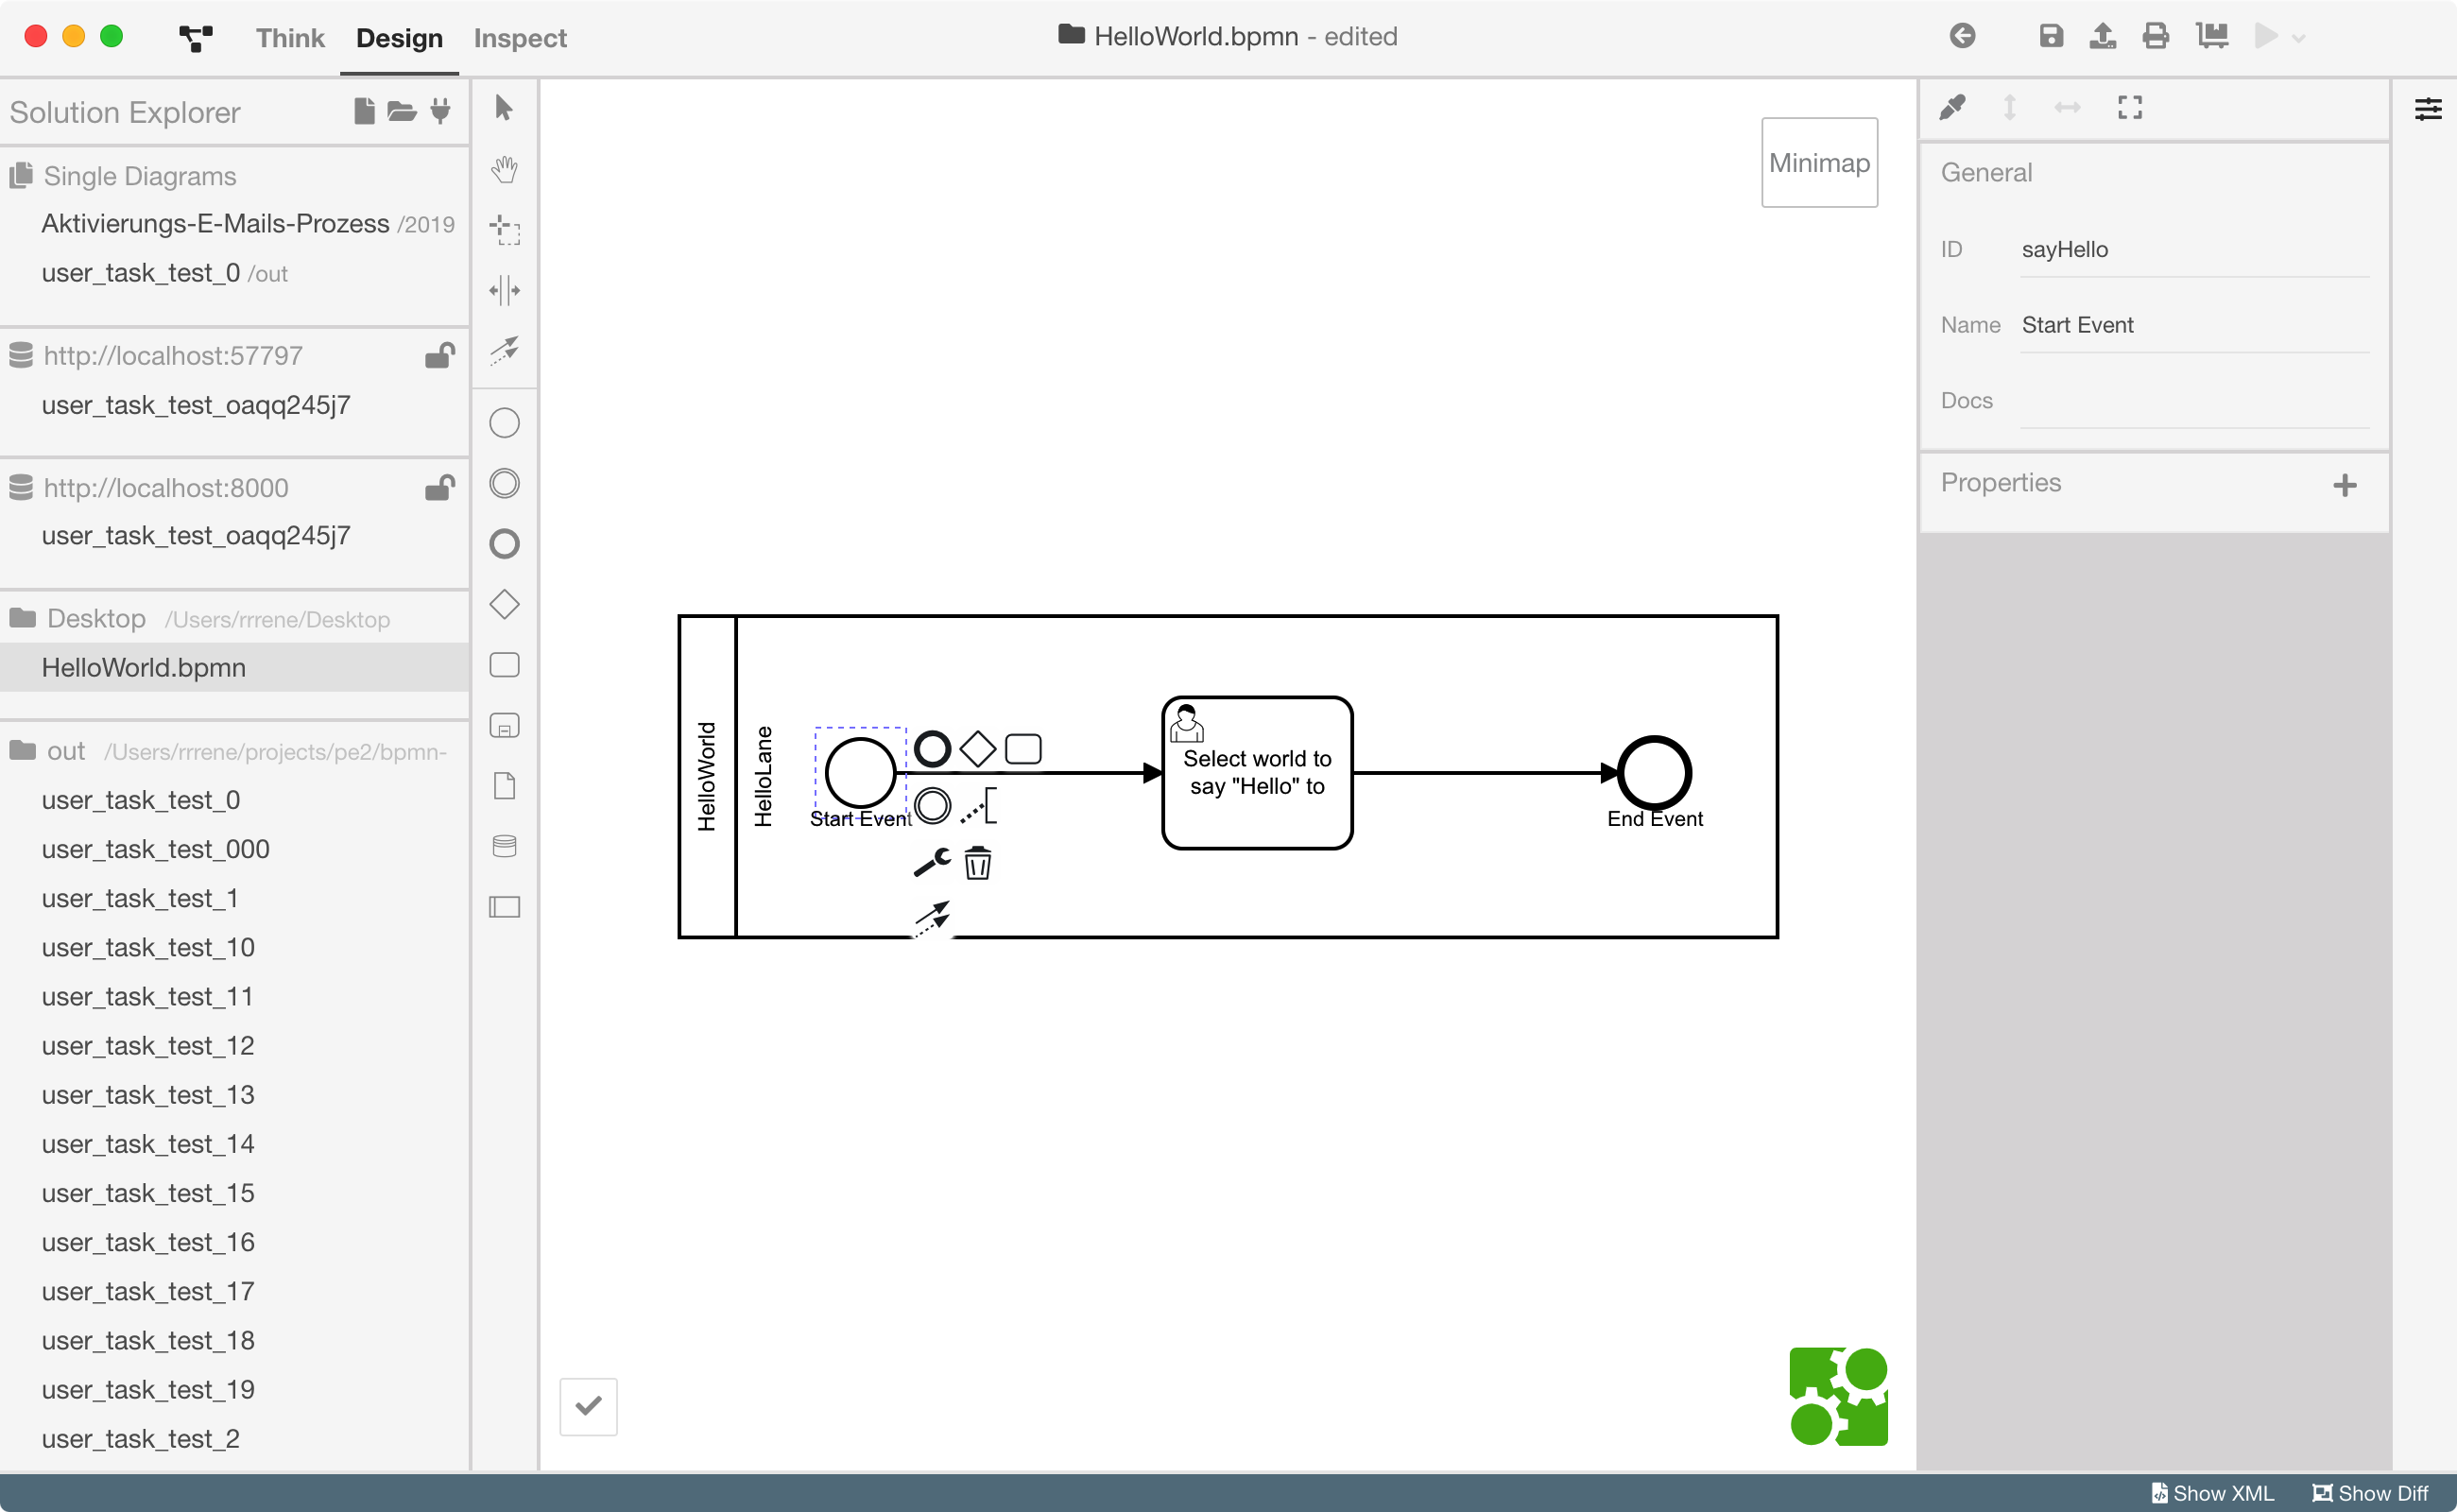 Think Design Inspect
HelloWorld.bpmn - edited
Solution Explorer
Single Diagrams
Aktivierungs-E-Mails-Prozess /2019
user_task_test_0 /out
http://localhost:57797
user_task_test_oaqq245j7
http://localhost:8000
user_task_test_oaqq245j7
Desktop /Users/rrrene/Desktop
HelloWorld.bpmn
out /Users/rrrene/projects/pe2/bpmn-
user_task_test_0
user_task_test_000
user_task_test_1
user_task_test_10
user_task_test_11
user_task_test_12
user_task_test_13
user_task_test_14
user_task_test_15
user_task_test_16
user_task_test_17
user_task_test_18
user_task_test_19
user_task_test_2
Minimap
HelloWorld
HelloLane
Start Event
Select world to
say "Hello" to
End Event
General
ID sayHello
Name Start Event
Docs
Properties
Show XML Show Diff